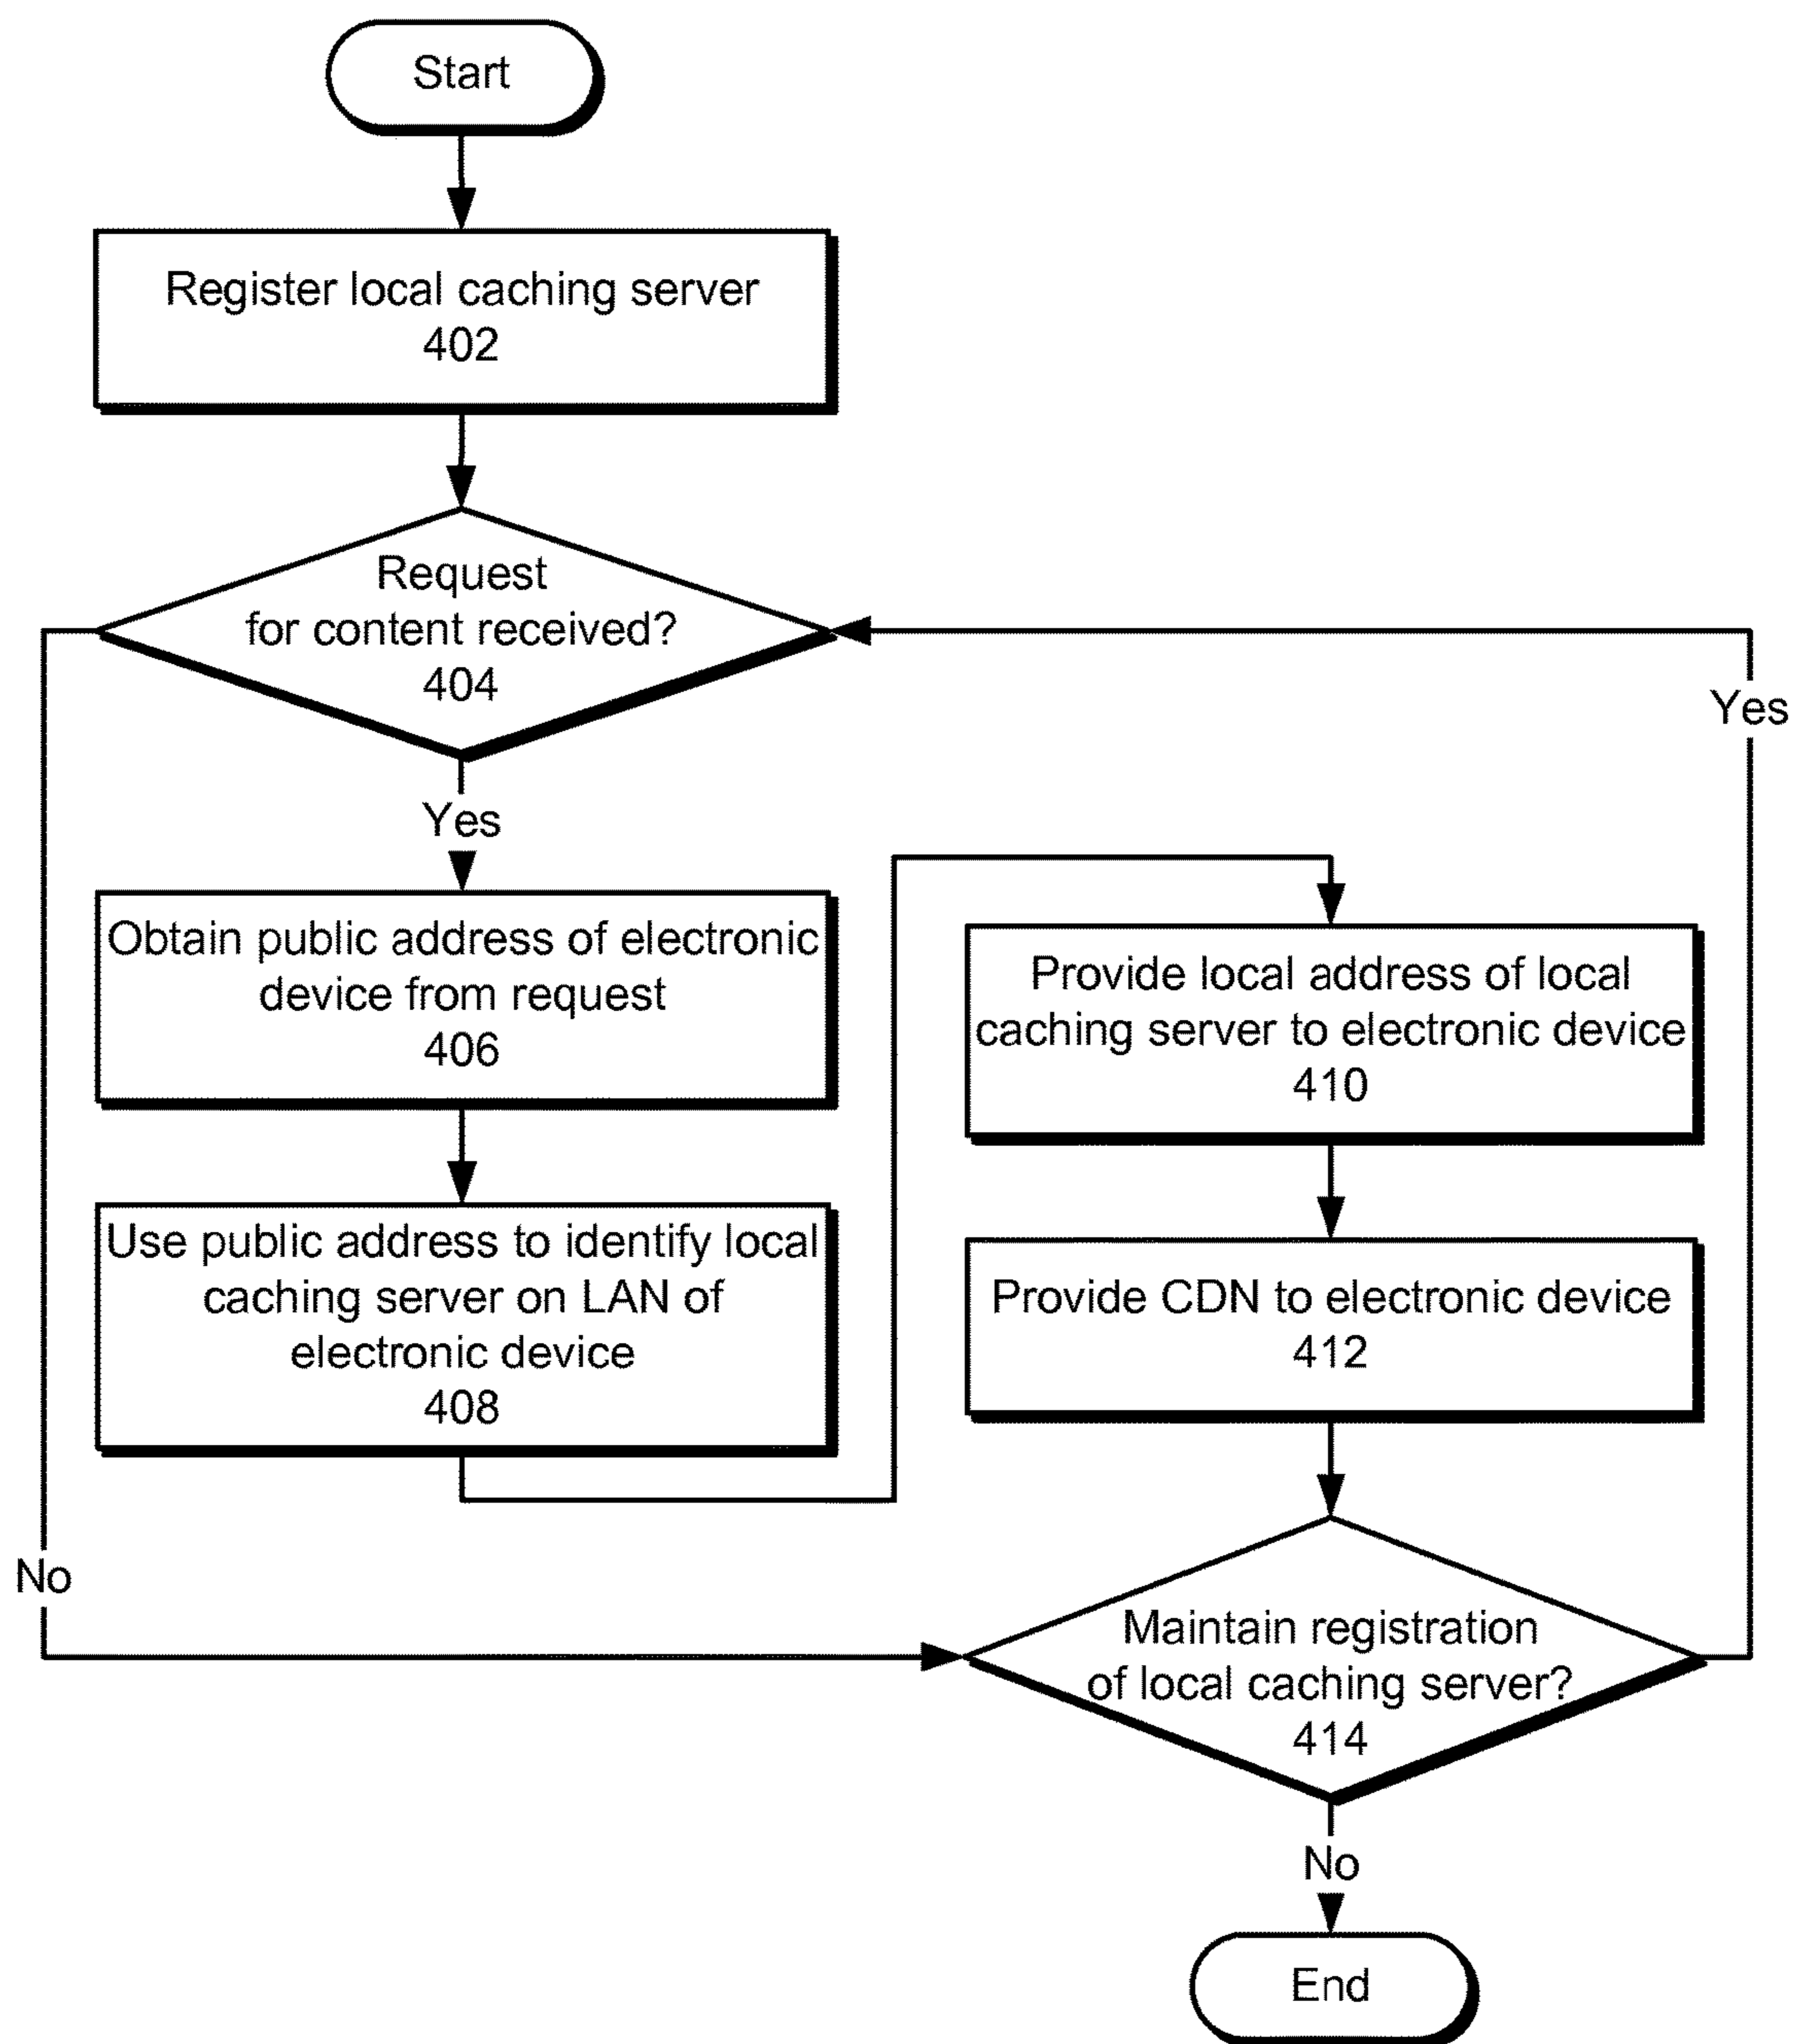 Start
Register local caching server
402
Request
for content received?
404
Yes
Yes
Obtain public address of electronic
device from request
406
Use public address to identify local
caching server on LAN of
electronic device
408
Provide local address of local
caching server to electronic device
410
Provide CDN to electronic device
412
No
Maintain registration
of local caching server?
414
No
End